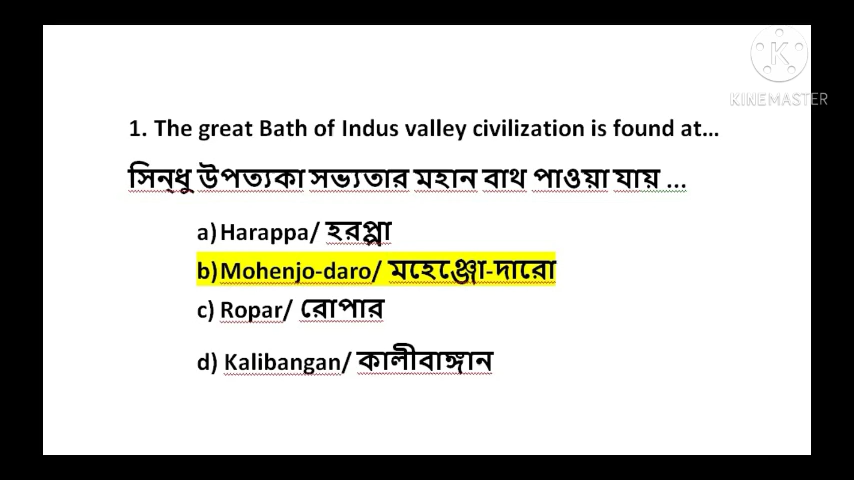 KINEMASTER
1. The great Bath of Indus valley civilization is found at...
সিন্ধু উপত্যকা সভ্যতার মহান বাথ পাওয়া যায় ...
a) Harappa/ হরপ্পা
b) Mohenjo-daro/ মহেঞ্জো-দারো
c) Ropar/ রোপার
d) Kalibangan/ কালীবাঙ্গান